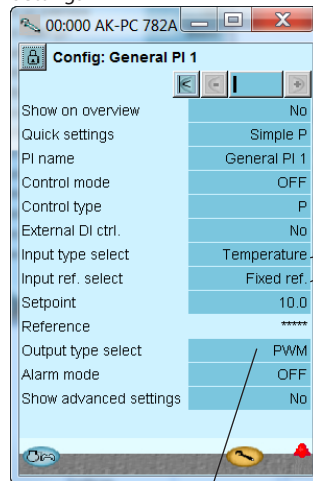 00:000 AK-PC 782A
Config: General PI 1
Show on overview No
Quick settings Simple P
PI name General PI 1
Control mode OFF
Control type P
External DI ctrl. No
Input type select Temperature
Input ref. select Fixed ref.
Setpoint 10.0
Reference *****
Output type select PWM
Alarm mode OFF
Show advanced settings No